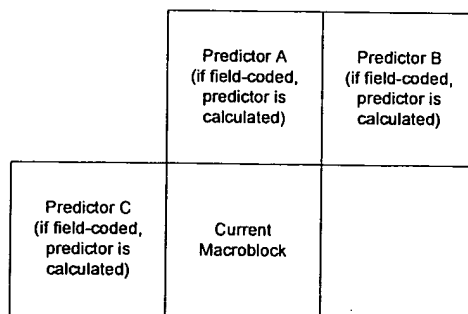 Predictor A
(if field-coded,
predictor is
calculated)
Predictor B
(if field-coded,
predictor is
calculated)
Predictor C
(if field-coded,
predictor is
calculated)
Current
Macroblock